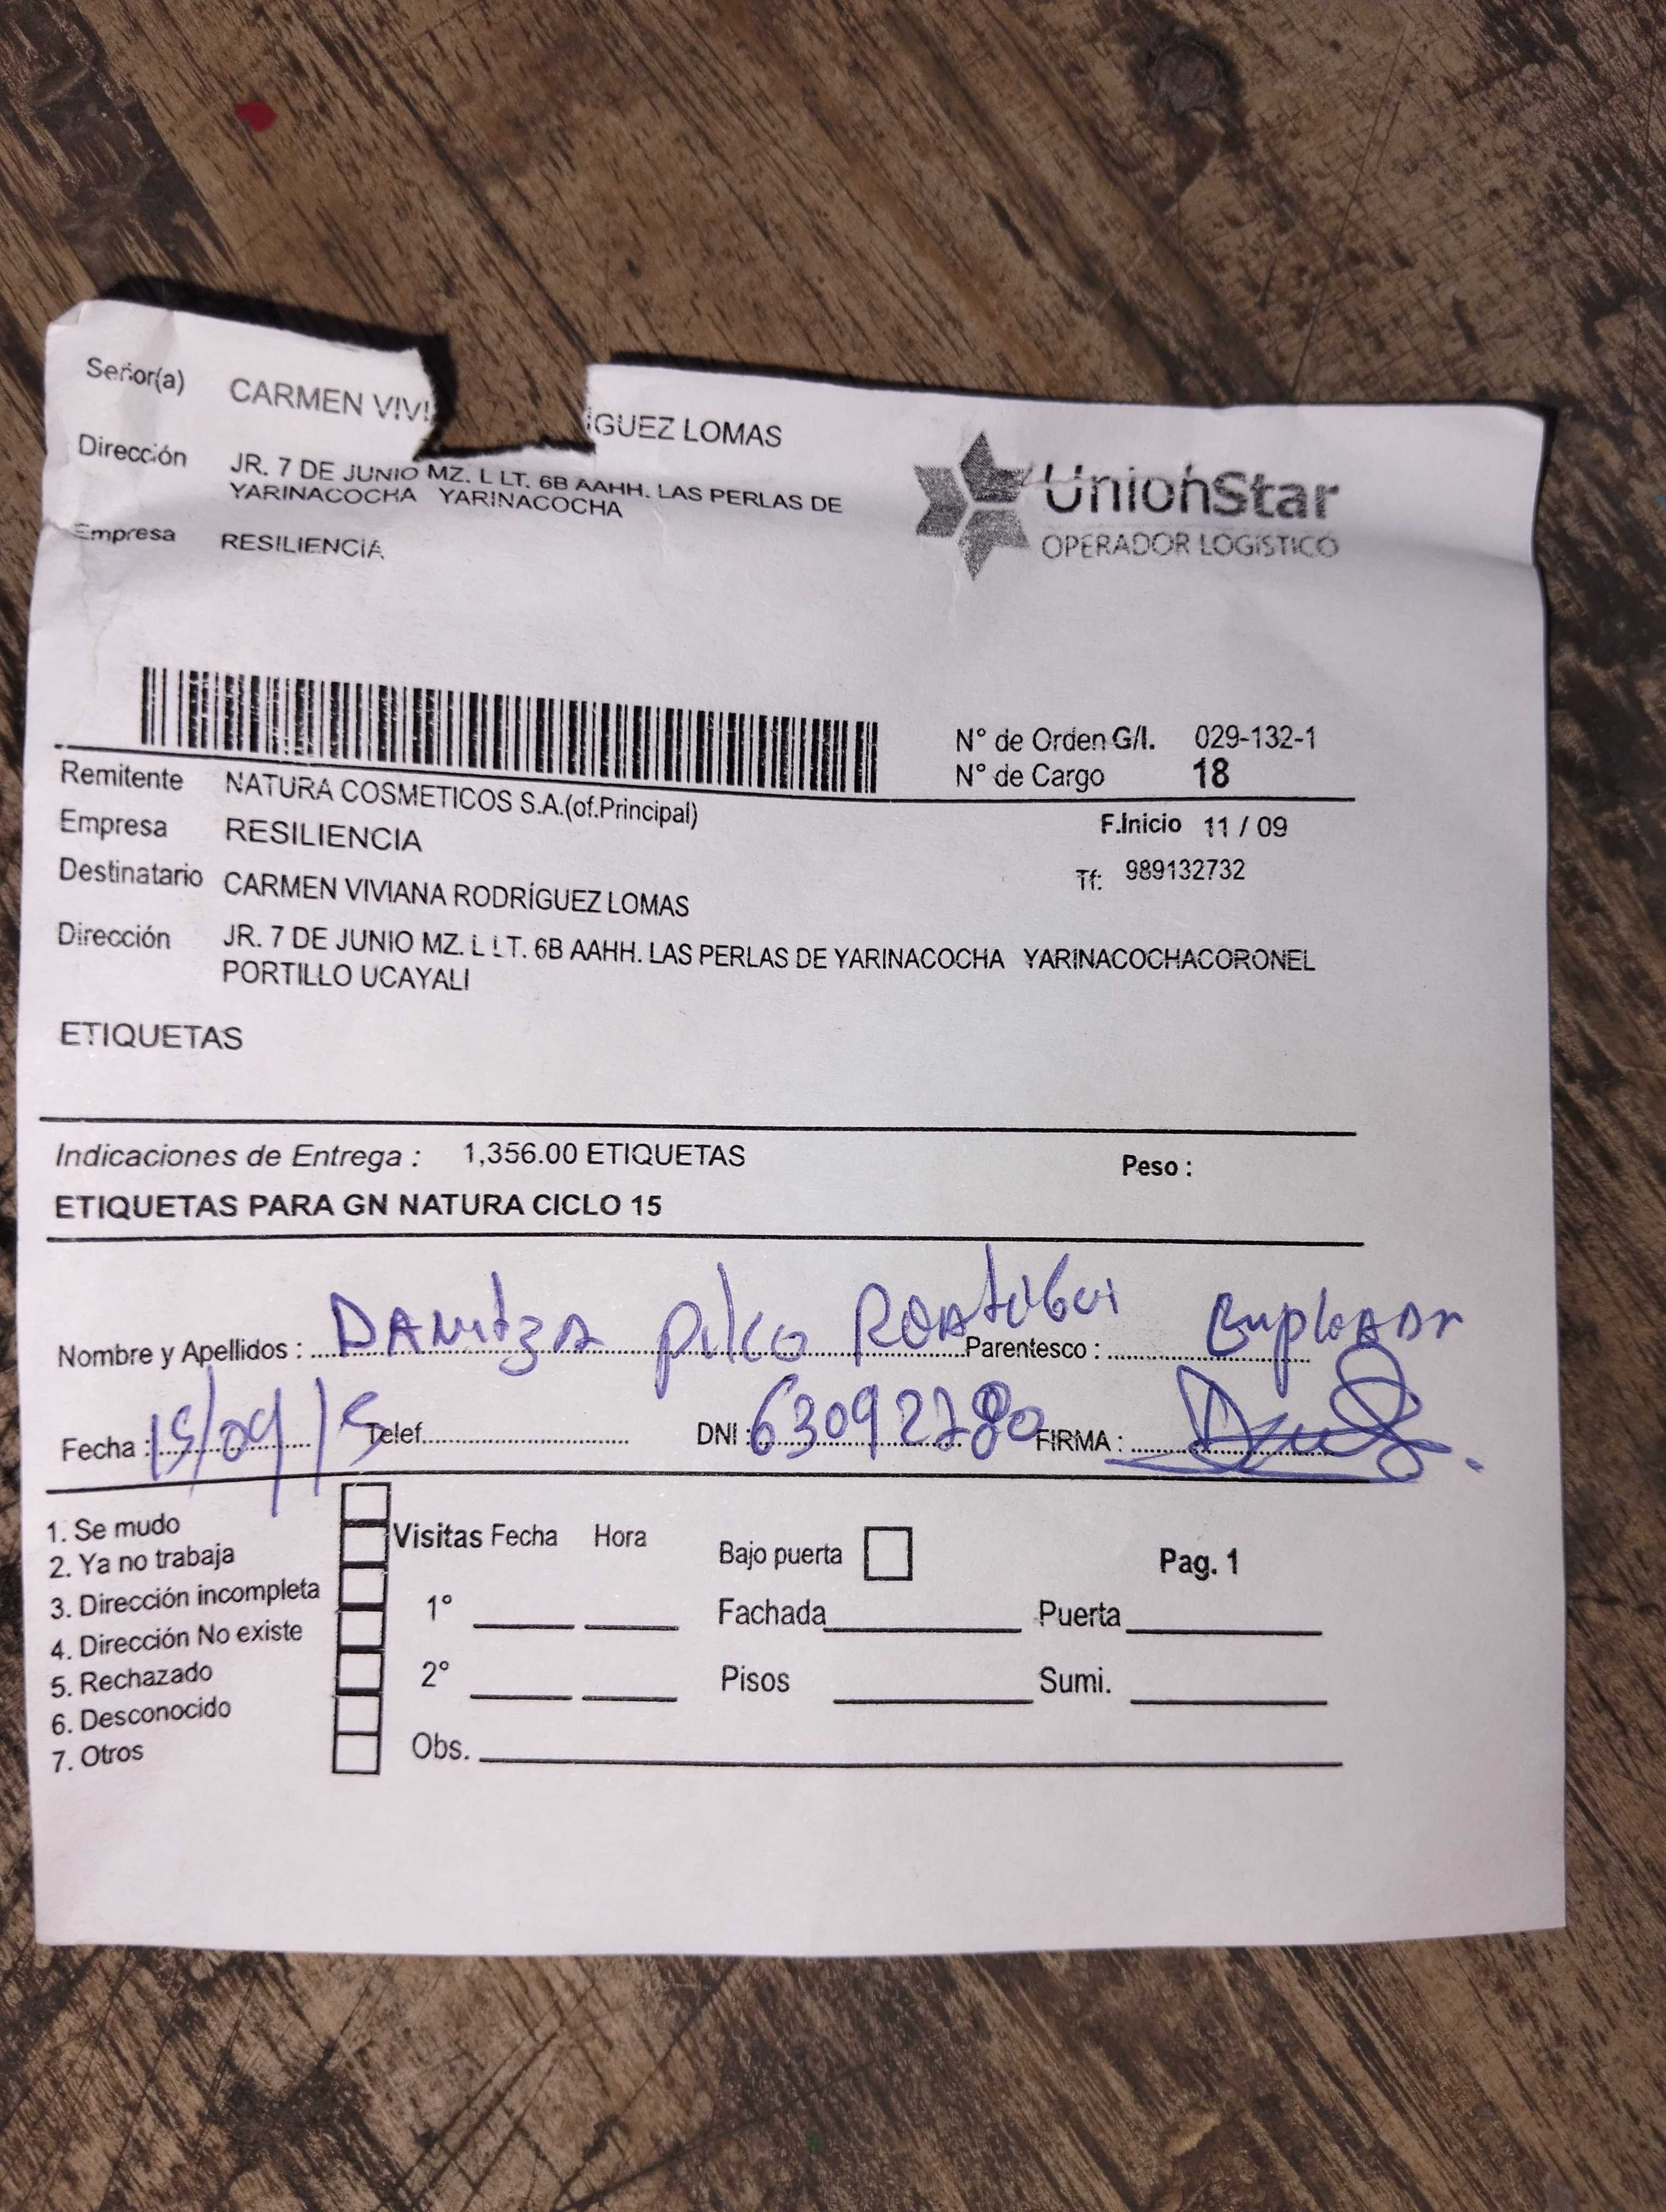 Señor(a) CARMEN VIVI ÍGUEZ LOMAS
Dirección JR. 7 DE JUNIO MZ. L LT. 6B AAHH. LAS PERLAS DE
YARINACOCHA YARINACOCHA
Empresa RESILIENCIA
UnionStar
OPERADOR LOGÍSTICO
N° de Orden G/I. 029-132-1
N° de Cargo 18
Remitente NATURA COSMETICOS S.A.(of.Principal)
Empresa RESILIENCIA
F.Inicio 11 / 09
Destinatario CARMEN VIVIANA RODRÍGUEZ LOMAS
Tf: 989132732
Dirección JR. 7 DE JUNIO MZ. L LT. 6B AAHH. LAS PERLAS DE YARINACOCHA YARINACOCHACORONEL
PORTILLO UCAYALI
ETIQUETAS
Indicaciones de Entrega : 1,356.00 ETIQUETAS Peso :
ETIQUETAS PARA GN NATURA CICLO 15
Nombre y Apellidos : DANITZA PILCO Parentesco :
Fecha : 15/09/ Telef. DNI : 63092280 FIRMA :
1. Se mudo
2. Ya no trabaja
3. Dirección incompleta
4. Dirección No existe
5. Rechazado
6. Desconocido
7. Otros
Visitas Fecha Hora
1°
2°
Obs.
Bajo puerta Pag. 1
Fachada Puerta
Pisos Sumi.